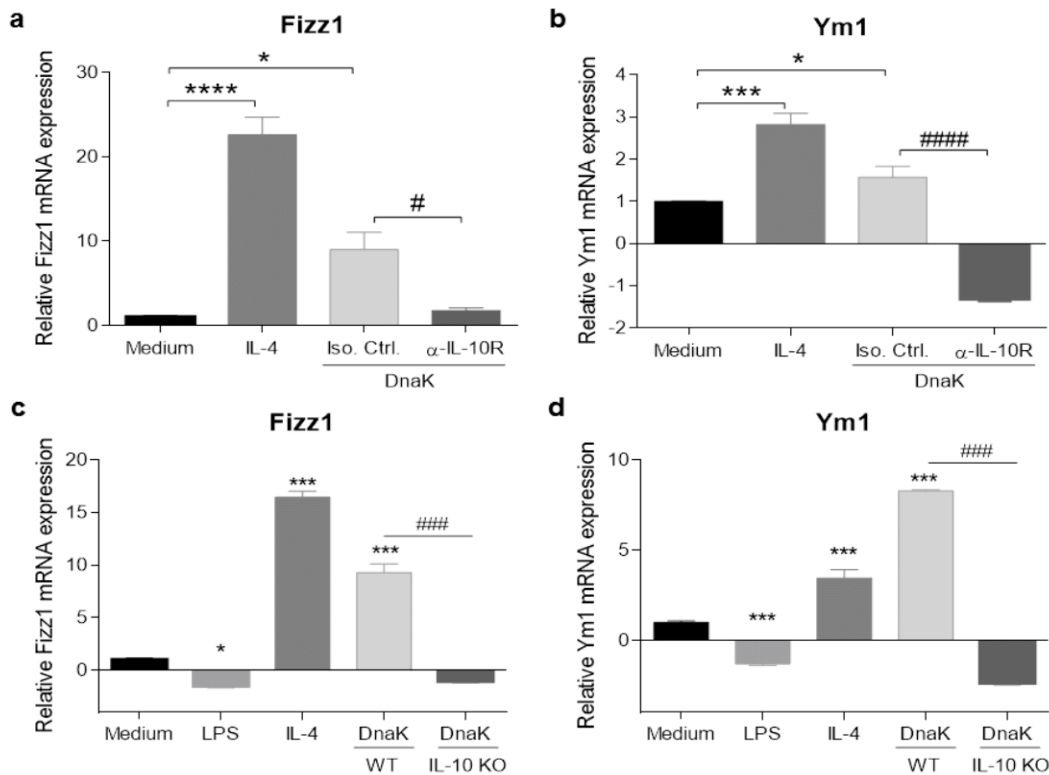 a
Fizz1
Relative Fizz1 mRNA expression
30
20
10
0
*
****
#
Medium IL-4 Iso. Ctrl. α-IL-10R
DnaK
b
Ym1
Relative Ym1 mRNA expression
4
3
2
1
0
-1
-2
*
***
####
Medium IL-4 Iso. Ctrl. α-IL-10R
DnaK
c
Fizz1
Relative Fizz1 mRNA expression
20
15
10
5
0
*
***
***
###
Medium LPS IL-4 DnaK DnaK
WT IL-10 KO
d
Ym1
Relative Ym1 mRNA expression
10
5
0
***
***
***
###
Medium LPS IL-4 DnaK DnaK
WT IL-10 KO